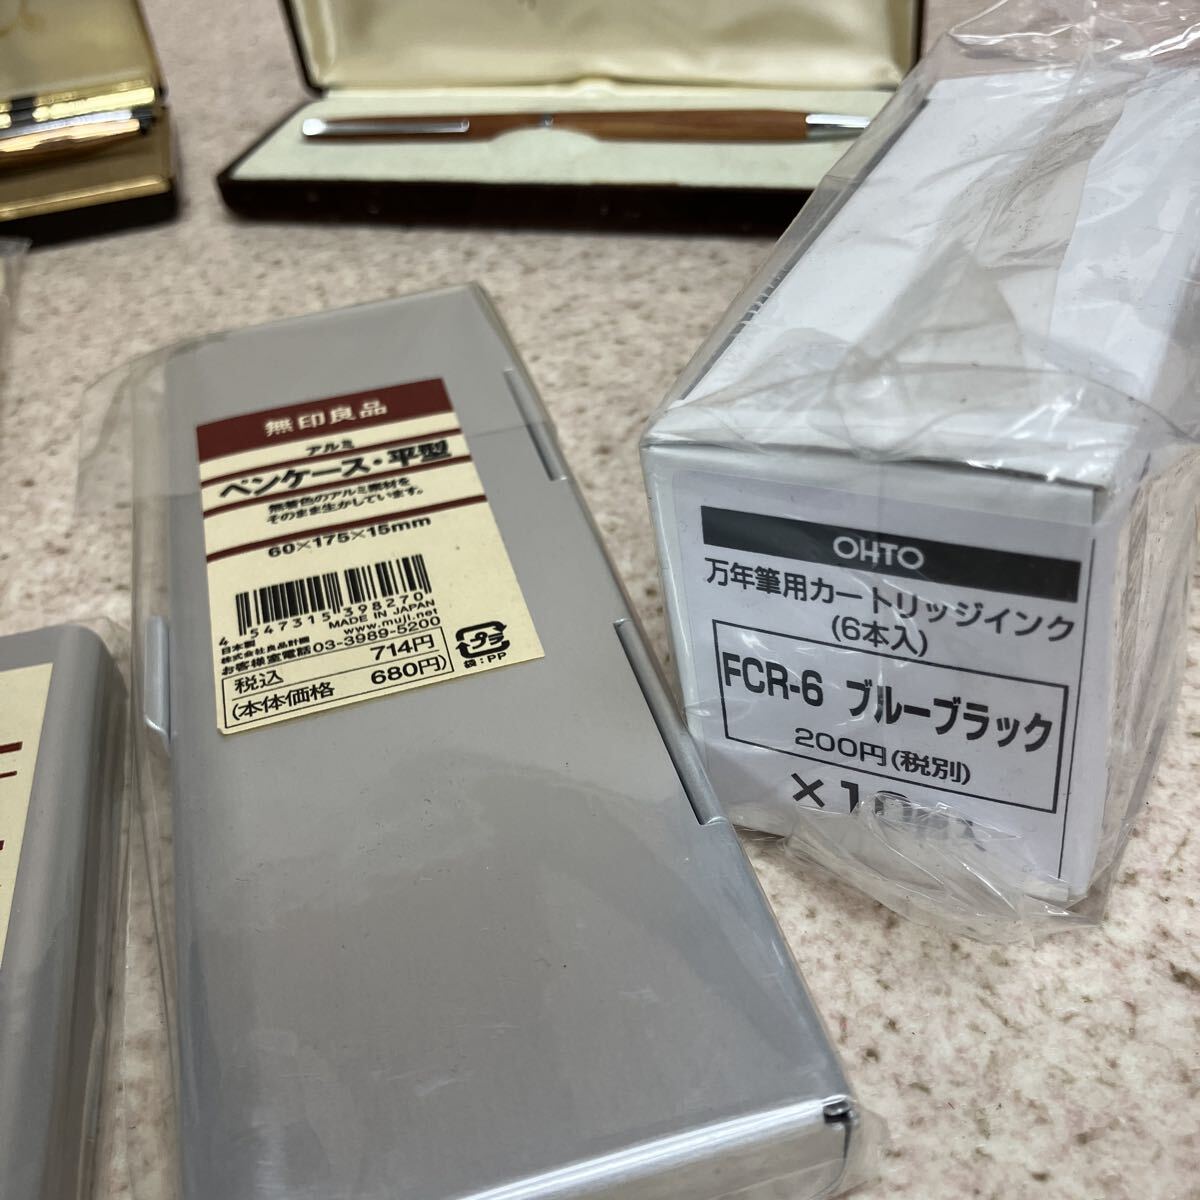 無印良品
アルミ
ペンケース・平型
無着色のアルミ素材を
そのまま生かしています。
60×175×15mm
4 547315 398270
日本製 MADE IN JAPAN
株式会社良品計画 www.muji.net
お客様室電話03-3989-5200
税込 714円
(本体価格 680円)
プラ
袋:PP
OHTO
万年筆用カートリッジインク
(6本入)
FCR-6 ブルーブラック
200円(税別)